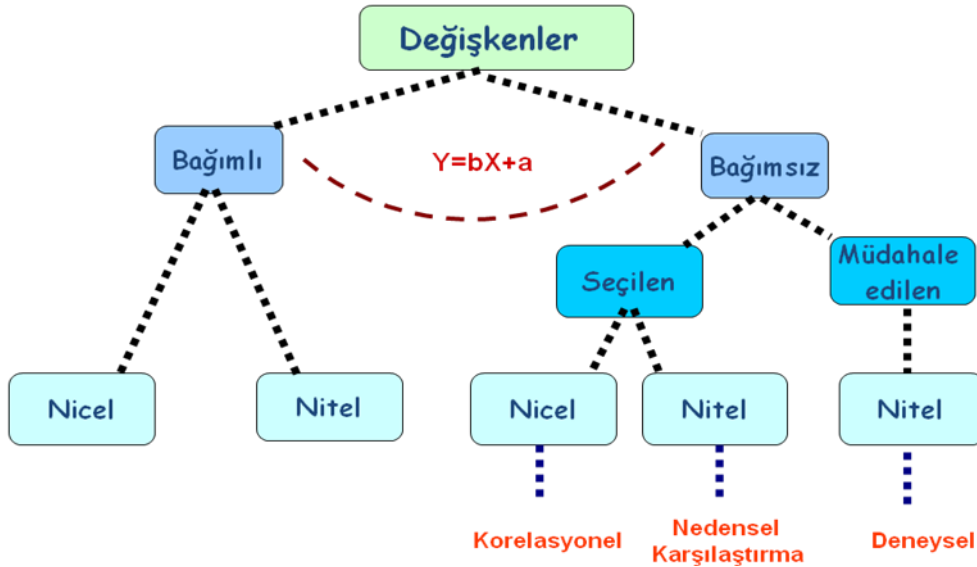 Değişkenler
Bağımlı
Y=bX+a
Bağımsız
Seçilen
Müdahale
edilen
Nicel
Nitel
Nicel
Nitel
Nitel
Korelasyonel
Nedensel
Karşılaştırma
Deneysel